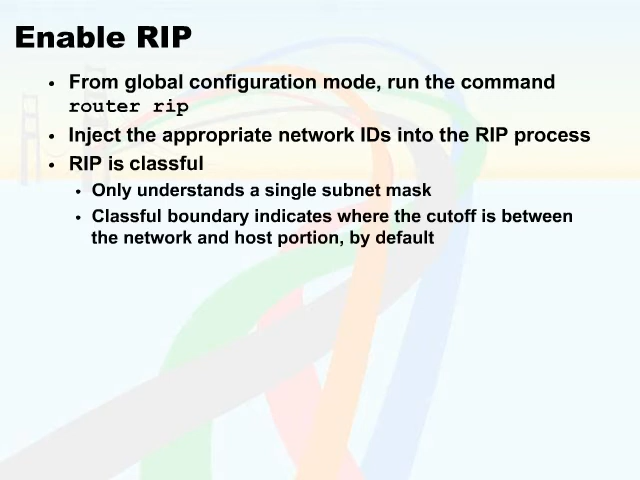 Enable RIP
• From global configuration mode, run the command
router rip
• Inject the appropriate network IDs into the RIP process
• RIP is classful
• Only understands a single subnet mask
• Classful boundary indicates where the cutoff is between
the network and host portion, by default